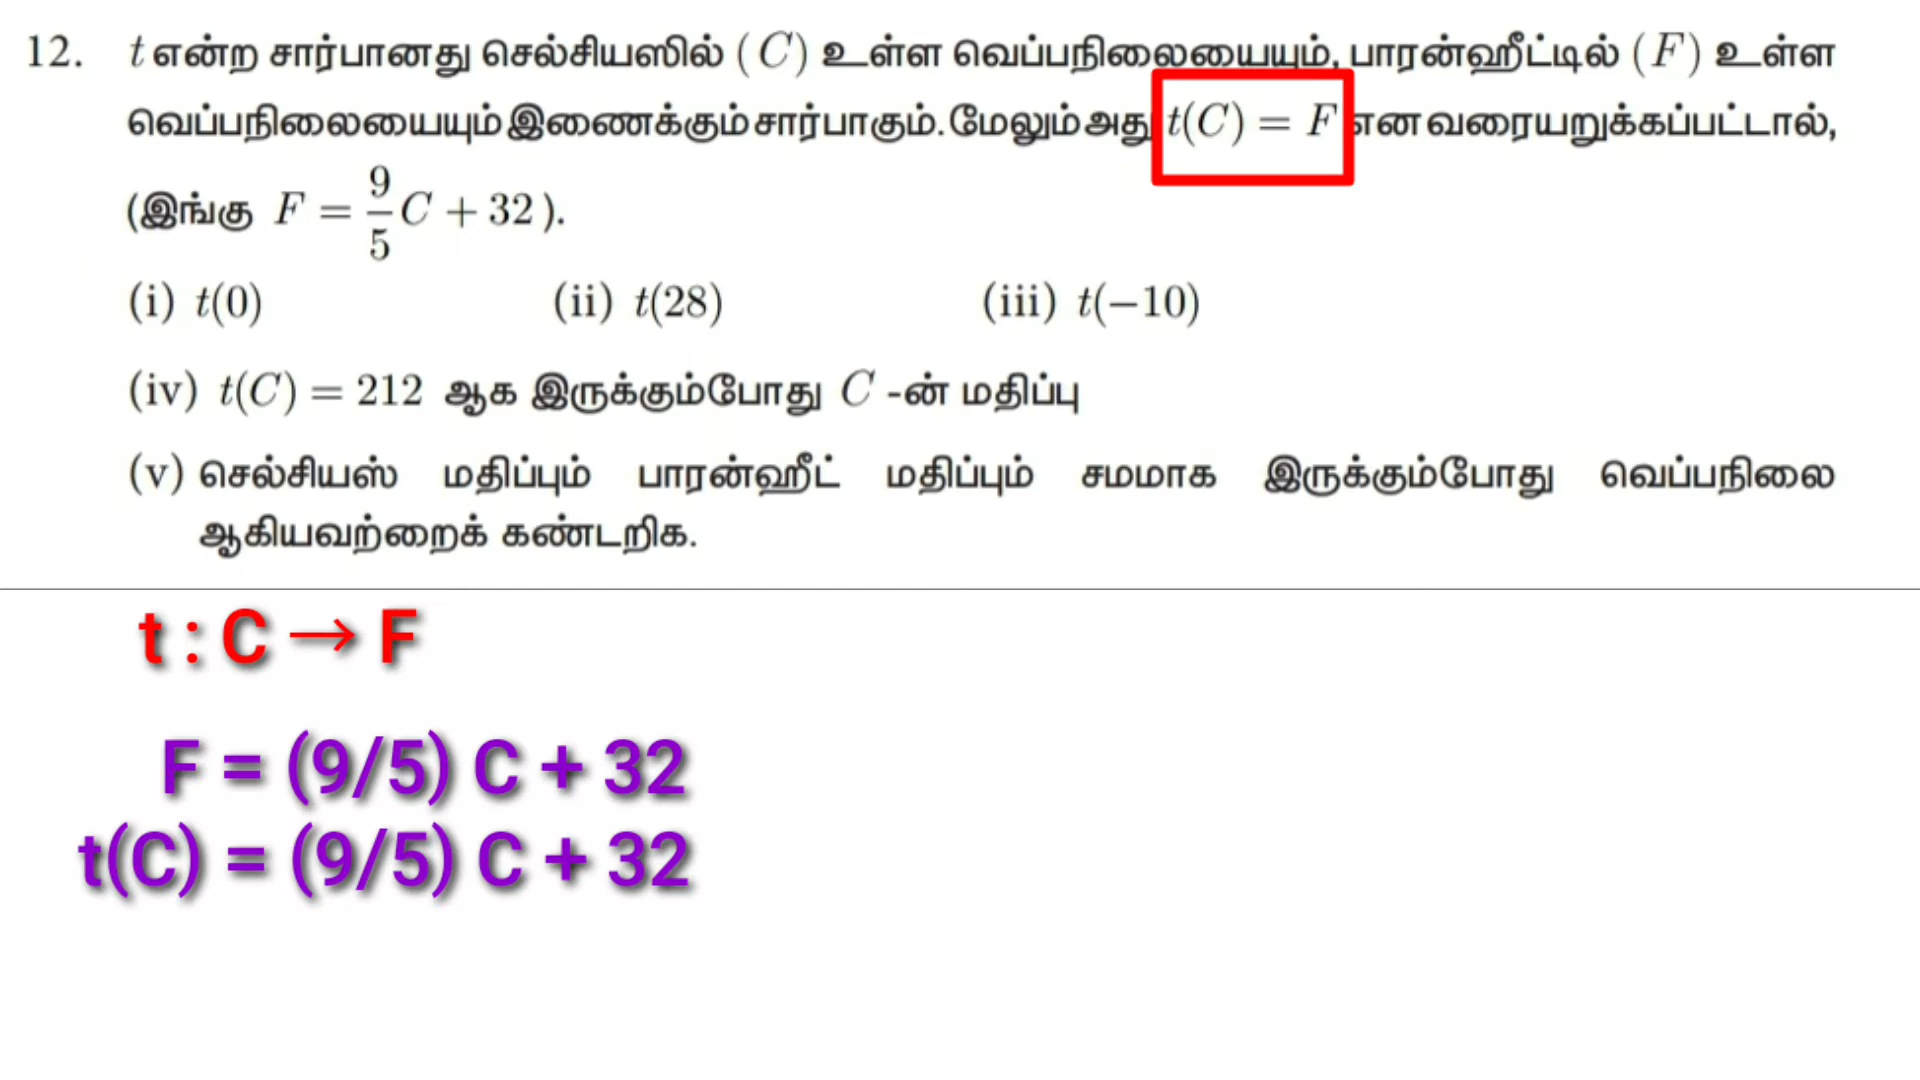 12. t என்ற சார்பானது செல்சியஸில் (C) உள்ள வெப்பநிலையையும், பாரன்ஹீட்டில் (F) உள்ள
வெப்பநிலையையும் இணைக்கும் சார்பாகும். மேலும் அது t(C) = F என வரையறுக்கப்பட்டால்,
(இங்கு F = 9/5 C + 32).
(i) t(0) (ii) t(28) (iii) t(−10)
(iv) t(C) = 212 ஆக இருக்கும்போது C -ன் மதிப்பு
(v) செல்சியஸ் மதிப்பும் பாரன்ஹீட் மதிப்பும் சமமாக இருக்கும்போது வெப்பநிலை
ஆகியவற்றைக் கண்டறிக.
t : C → F
F = (9/5) C + 32
t(C) = (9/5) C + 32